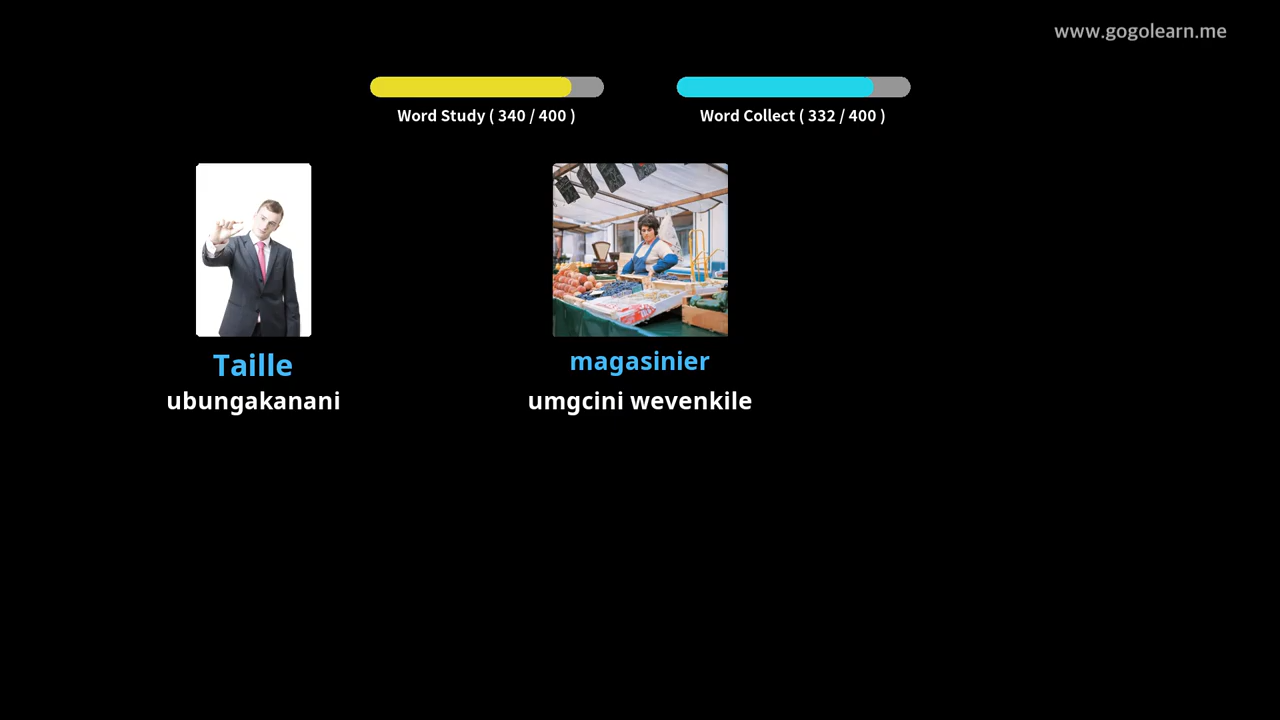 www.gogolearn.me
Word Study ( 340 / 400 )
Word Collect ( 332 / 400 )
Taille
ubungakanani
magasinier
umgcini wevenkile